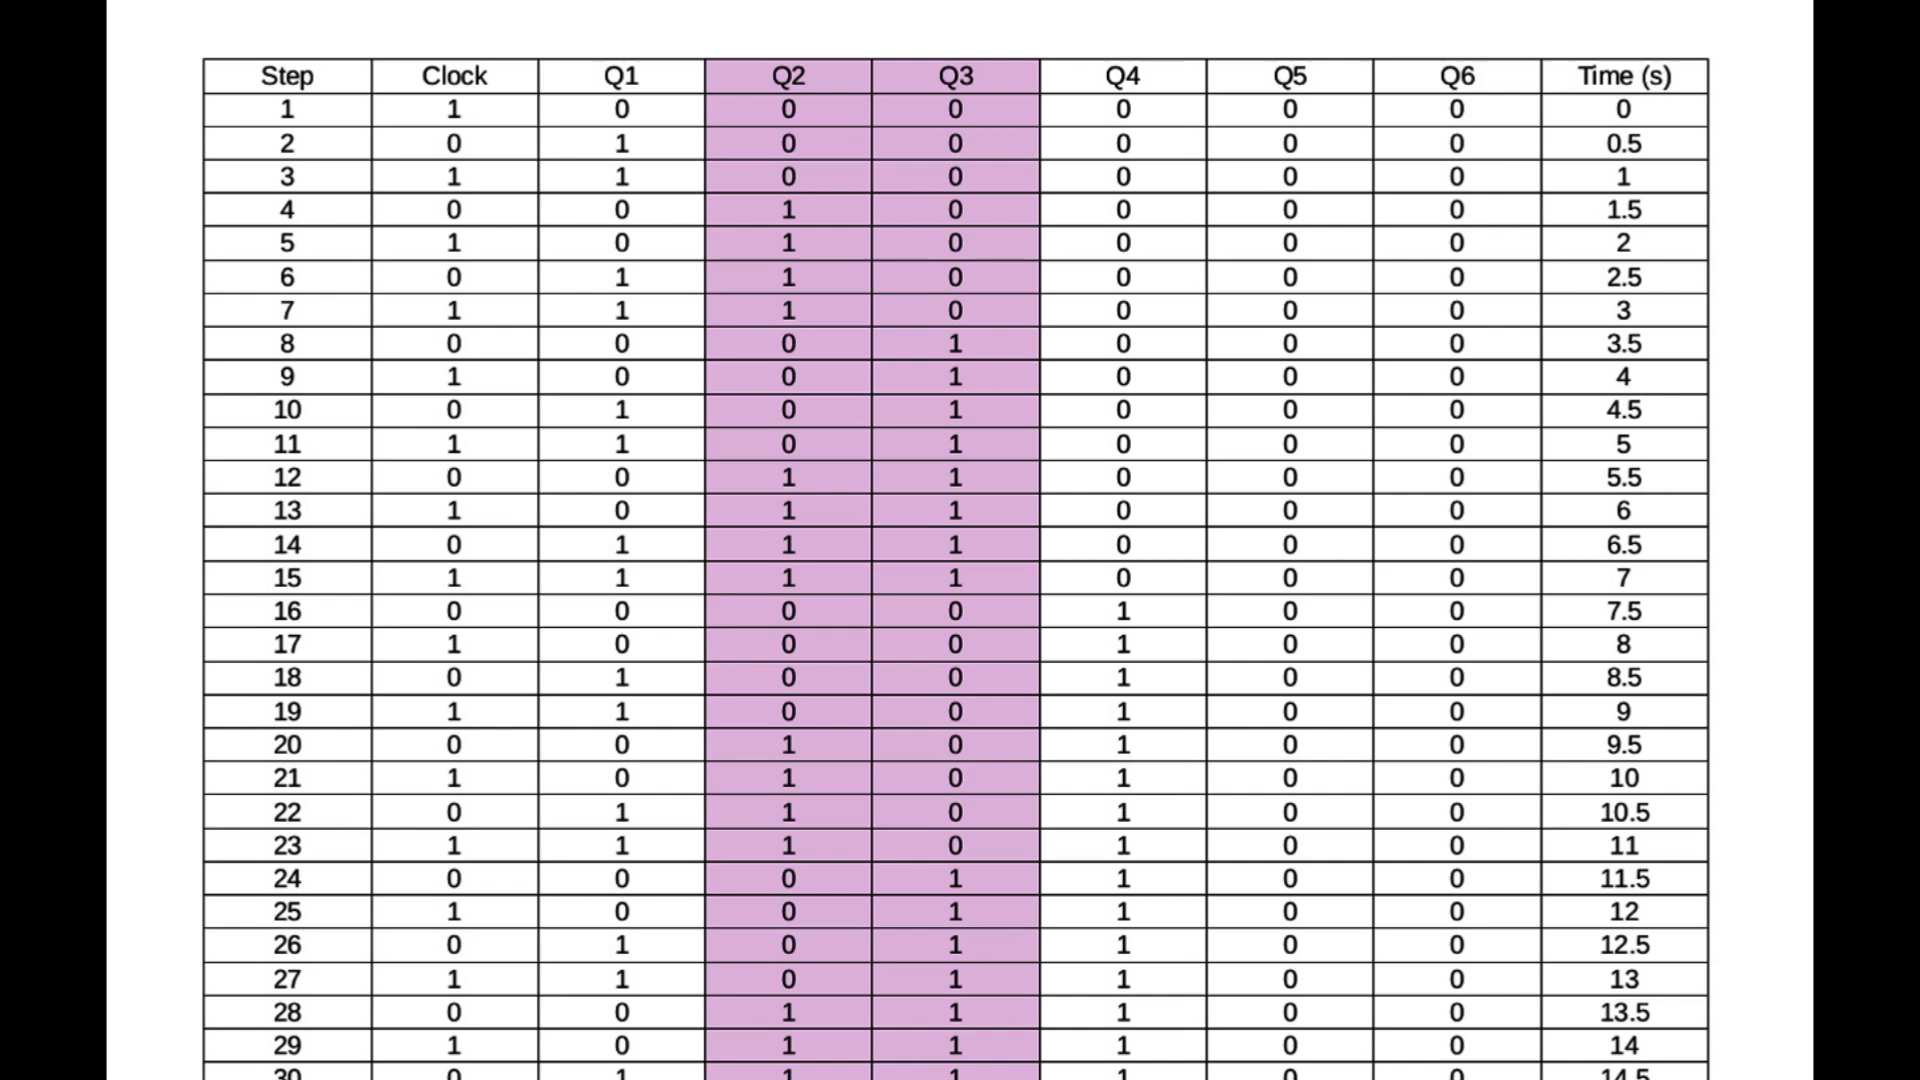 Step Clock Q1 Q2 Q3 Q4 Q5 Q6 Time (s)
1 1 0 0 0 0 0 0 0
2 0 1 0 0 0 0 0 0.5
3 1 1 0 0 0 0 0 1
4 0 0 1 0 0 0 0 1.5
5 1 0 1 0 0 0 0 2
6 0 1 1 0 0 0 0 2.5
7 1 1 1 0 0 0 0 3
8 0 0 0 1 0 0 0 3.5
9 1 0 0 1 0 0 0 4
10 0 1 0 1 0 0 0 4.5
11 1 1 0 1 0 0 0 5
12 0 0 1 1 0 0 0 5.5
13 1 0 1 1 0 0 0 6
14 0 1 1 1 0 0 0 6.5
15 1 1 1 1 0 0 0 7
16 0 0 0 0 1 0 0 7.5
17 1 0 0 0 1 0 0 8
18 0 1 0 0 1 0 0 8.5
19 1 1 0 0 1 0 0 9
20 0 0 1 0 1 0 0 9.5
21 1 0 1 0 1 0 0 10
22 0 1 1 0 1 0 0 10.5
23 1 1 1 0 1 0 0 11
24 0 0 0 1 1 0 0 11.5
25 1 0 0 1 1 0 0 12
26 0 1 0 1 1 0 0 12.5
27 1 1 0 1 1 0 0 13
28 0 0 1 1 1 0 0 13.5
29 1 0 1 1 1 0 0 14
30 0 1 1 1 1 0 0 14.5